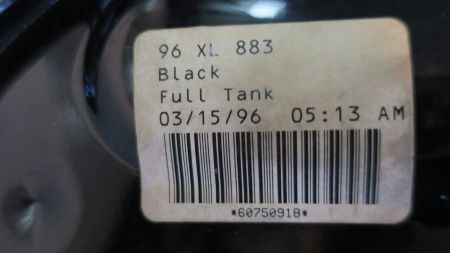 96 XL 883
Black
Full Tank
03/15/96 05:13 AM
*60750918*